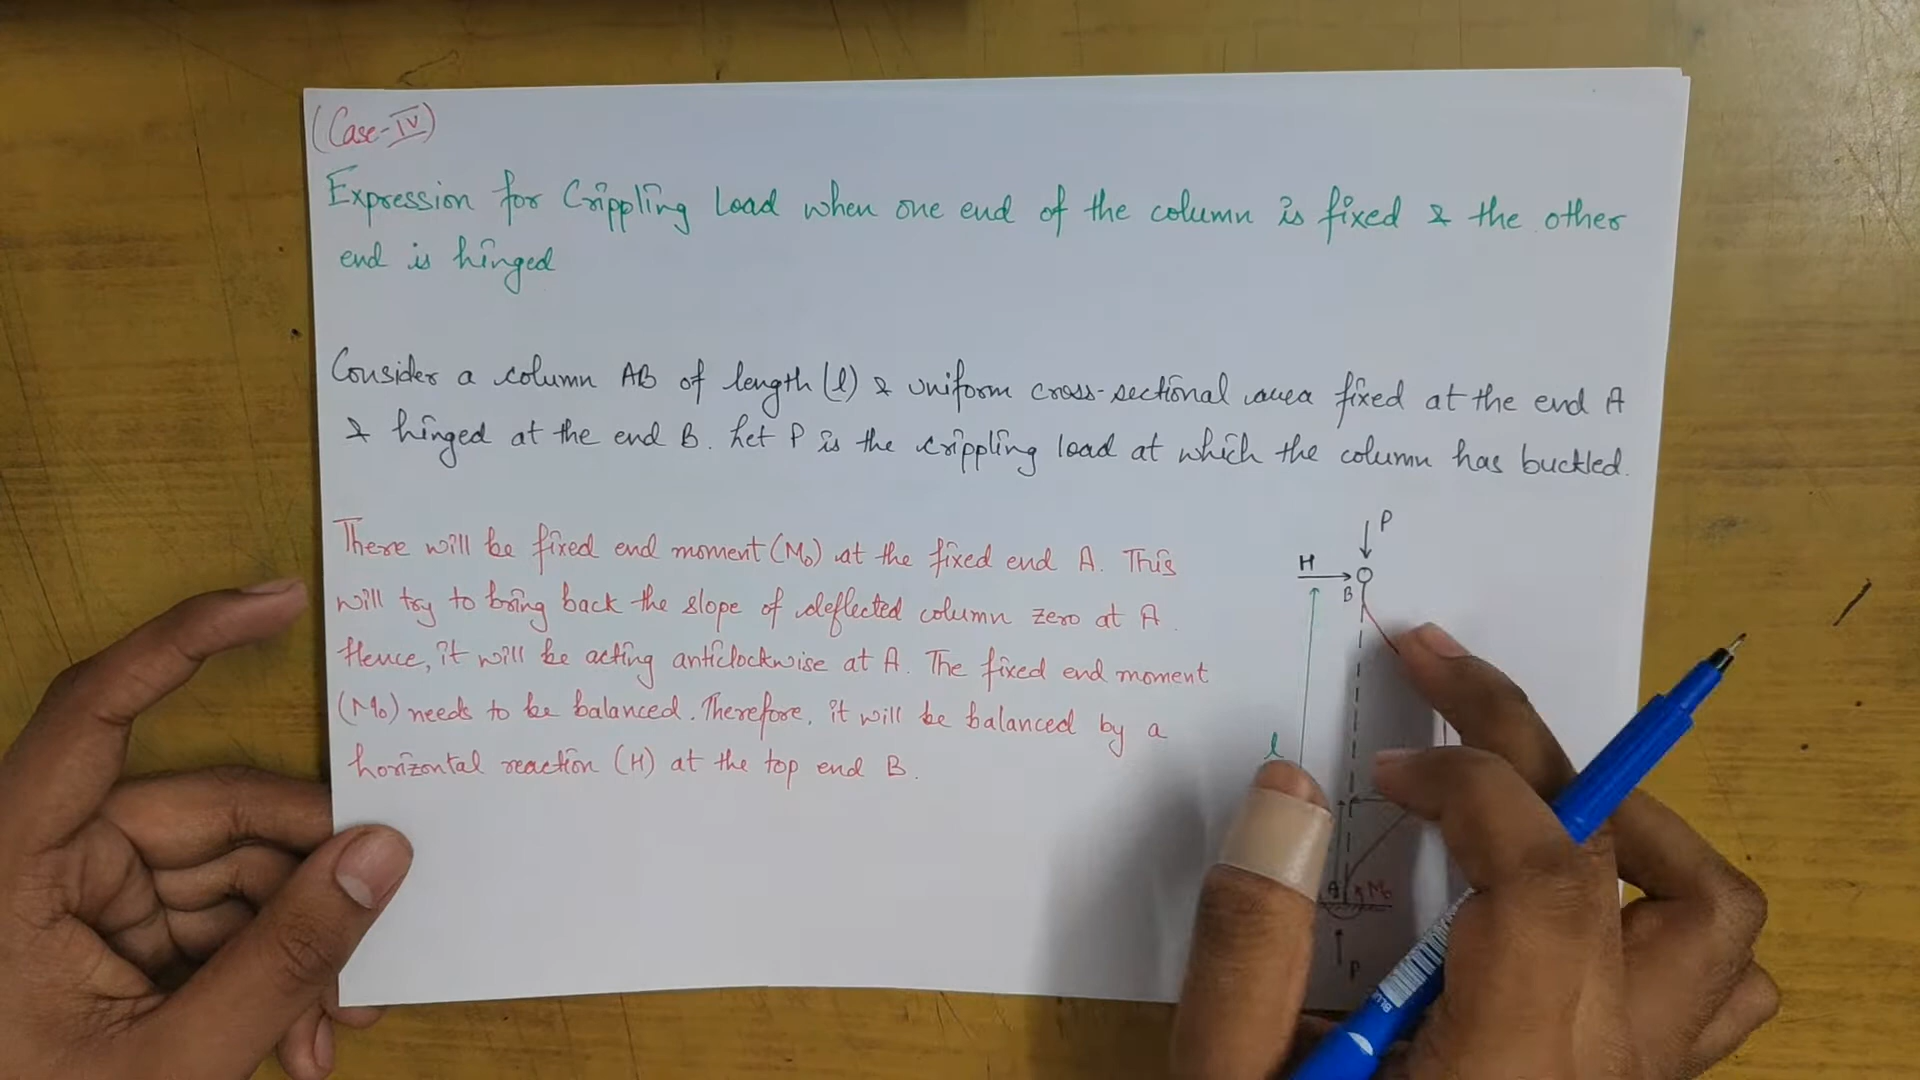 (Case-IV)
Expression for Crippling Load when one end of the column is fixed & the other
end is hinged
Consider a column AB of length (l) & uniform cross-sectional area fixed at the end A
& hinged at the end B. Let P is the crippling load at which the column has buckled.
There will be fixed end moment (M₀) at the fixed end A. This
will try to bring back the slope of deflected column zero at A.
Hence, it will be acting anticlockwise at A. The fixed end moment
(M₀) needs to be balanced. Therefore, it will be balanced by a
horizontal reaction (H) at the top end B.
P
H
B
l
A M₀
P
BLUE